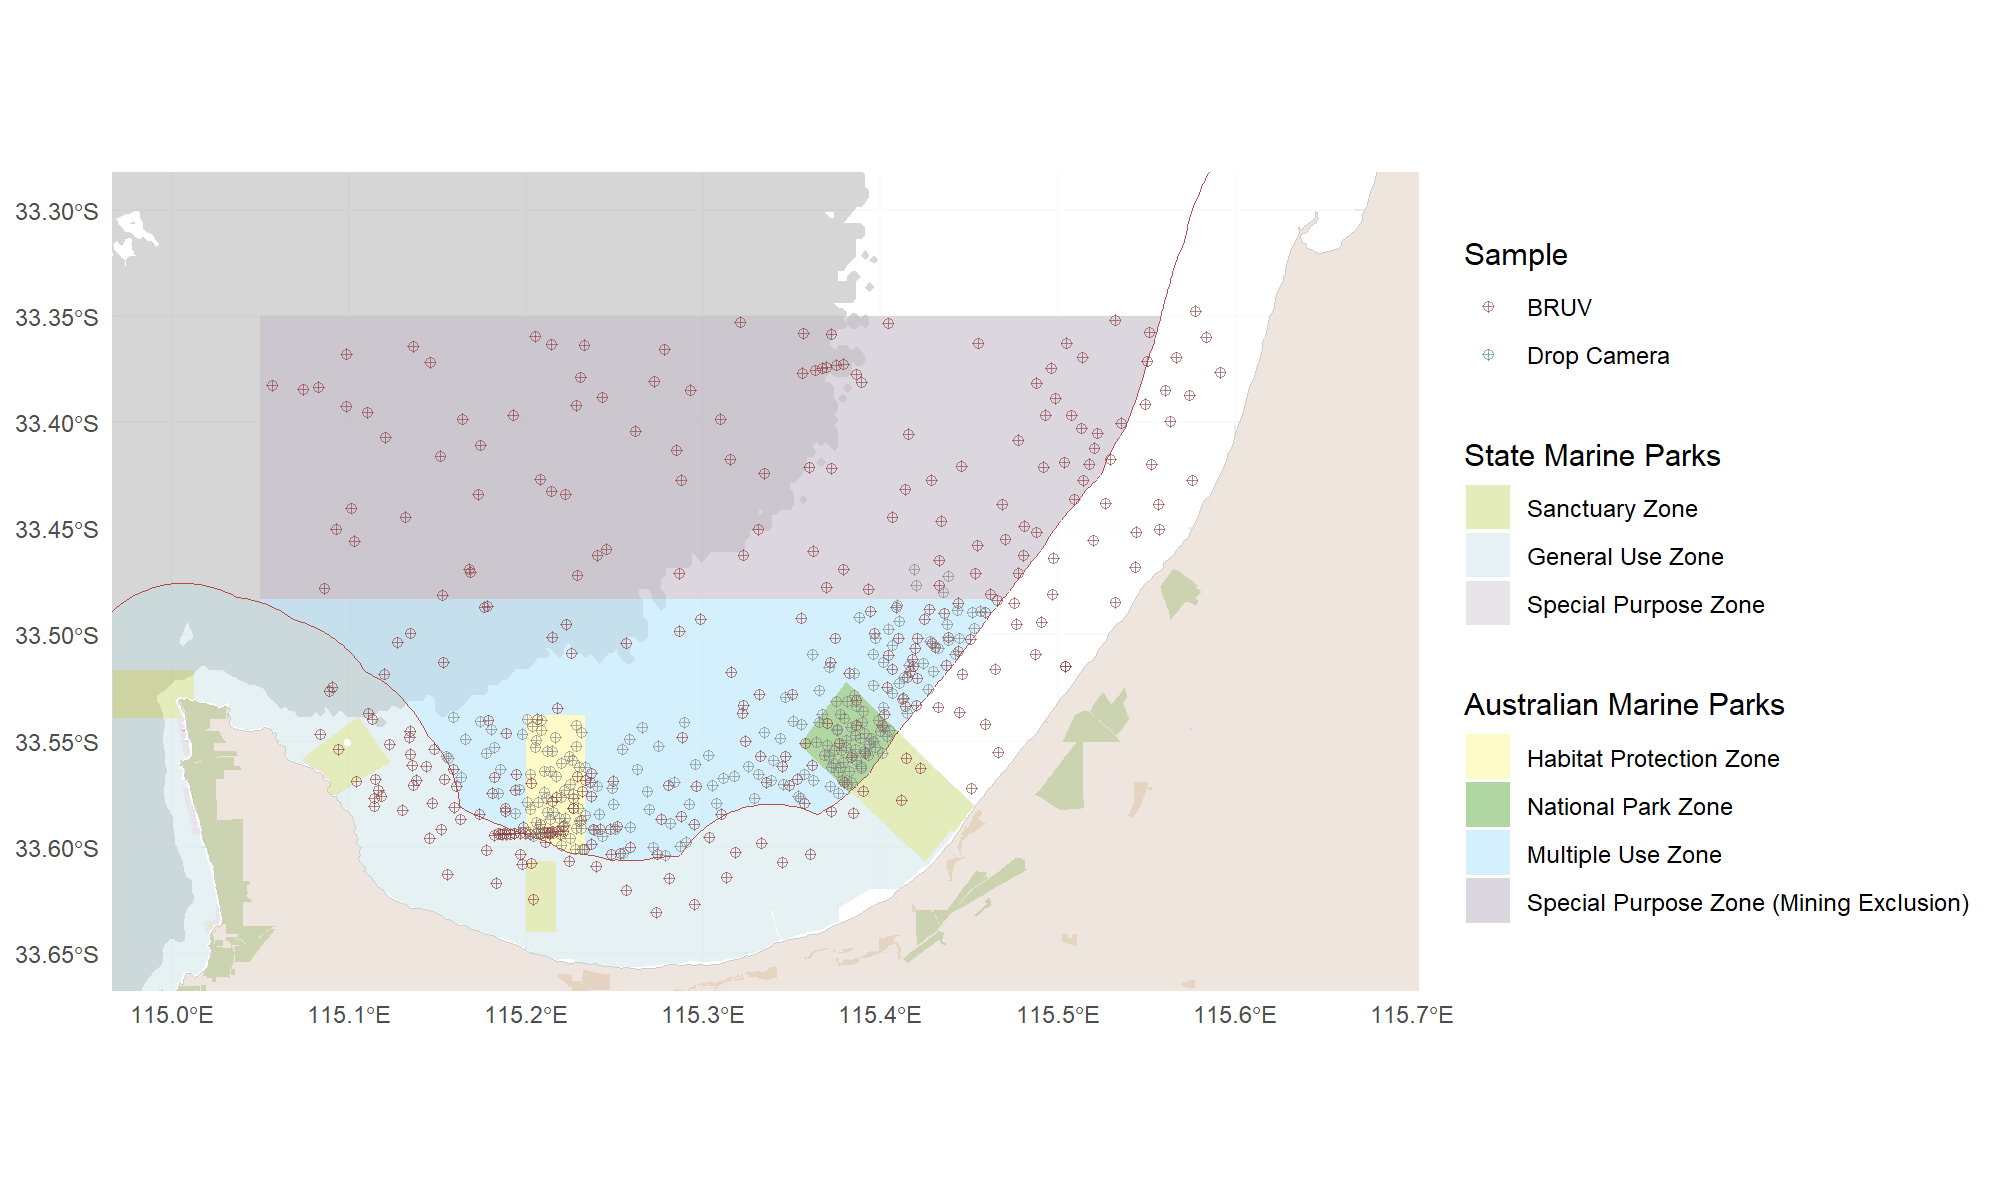 33.30°S
33.35°S
33.40°S
33.45°S
33.50°S
33.55°S
33.60°S
33.65°S
115.0°E
115.1°E
115.2°E
115.3°E
115.4°E
115.5°E
115.6°E
115.7°E
Sample
BRUV
Drop Camera
State Marine Parks
Sanctuary Zone
General Use Zone
Special Purpose Zone
Australian Marine Parks
Habitat Protection Zone
National Park Zone
Multiple Use Zone
Special Purpose Zone (Mining Exclusion)